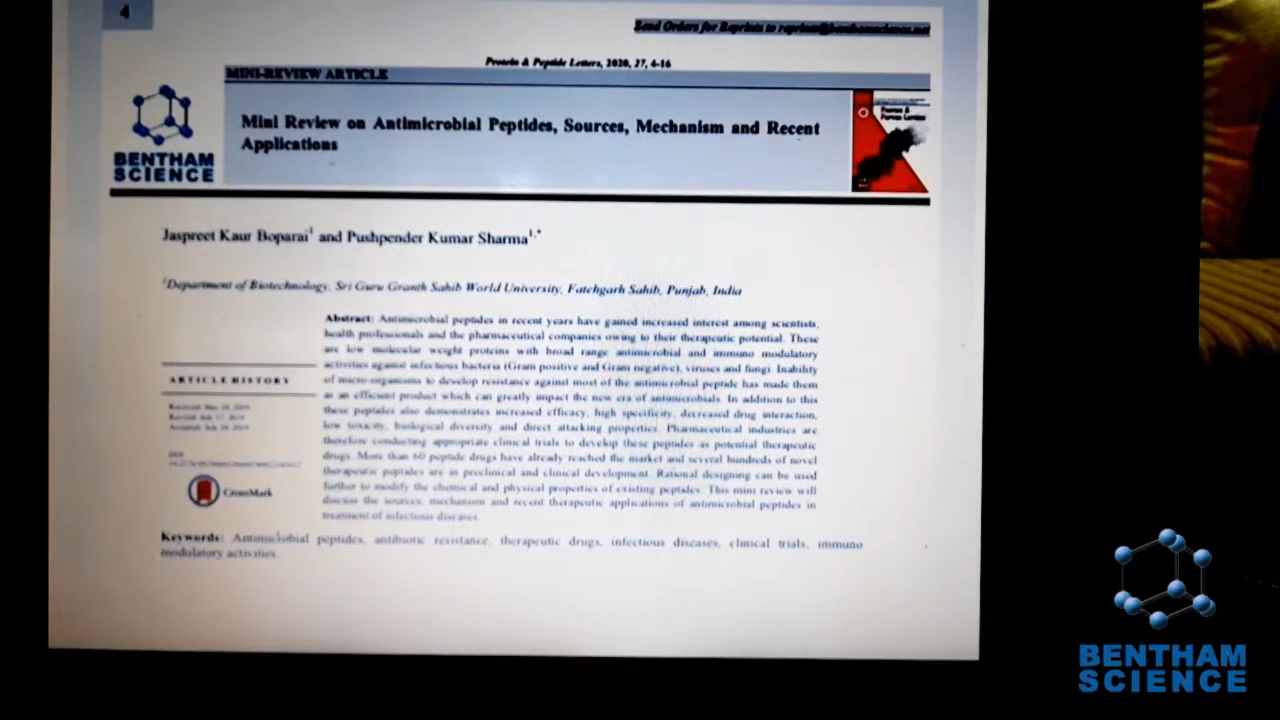 4
Send Orders for Reprints to reprints@benthamscience.net
Protein & Peptide Letters, 2020, 27, 4-16
MINI-REVIEW ARTICLE
Mini Review on Antimicrobial Peptides, Sources, Mechanism and Recent
Applications
BENTHAM
SCIENCE
Jaspreet Kaur Boparai¹ and Pushpender Kumar Sharma¹,*
¹Department of Biotechnology, Sri Guru Granth Sahib World University, Fatehgarh Sahib, Punjab, India
Abstract: Antimicrobial peptides in recent years have gained increased interest among scientists,
health professionals and the pharmaceutical companies owing to their therapeutic potential. These
are low molecular weight proteins with broad range antimicrobial and immuno modulatory
activities against infectious bacteria (Gram positive and Gram negative), viruses and fungi. Inability
of micro-organisms to develop resistance against most of the antimicrobial peptide has made them
as an efficient product which can greatly impact the new era of antimicrobials. In addition to this
these peptides also demonstrates increased efficacy, high specificity, decreased drug interaction,
low toxicity, biological diversity and direct attacking properties. Pharmaceutical industries are
therefore conducting appropriate clinical trials to develop these peptides as potential therapeutic
drugs. More than 60 peptide drugs have already reached the market and several hundreds of novel
therapeutic peptides are in preclinical and clinical development. Rational designing can be used
further to modify the chemical and physical properties of existing peptides. This mini review will
discuss the sources, mechanism and recent therapeutic applications of antimicrobial peptides in
treatment of infectious diseases.
ARTICLE HISTORY
CrossMark
Keywords: Antimicrobial peptides, antibiotic resistance, therapeutic drugs, infectious diseases, clinical trials, immuno
modulatory activities.
BENTHAM
SCIENCE